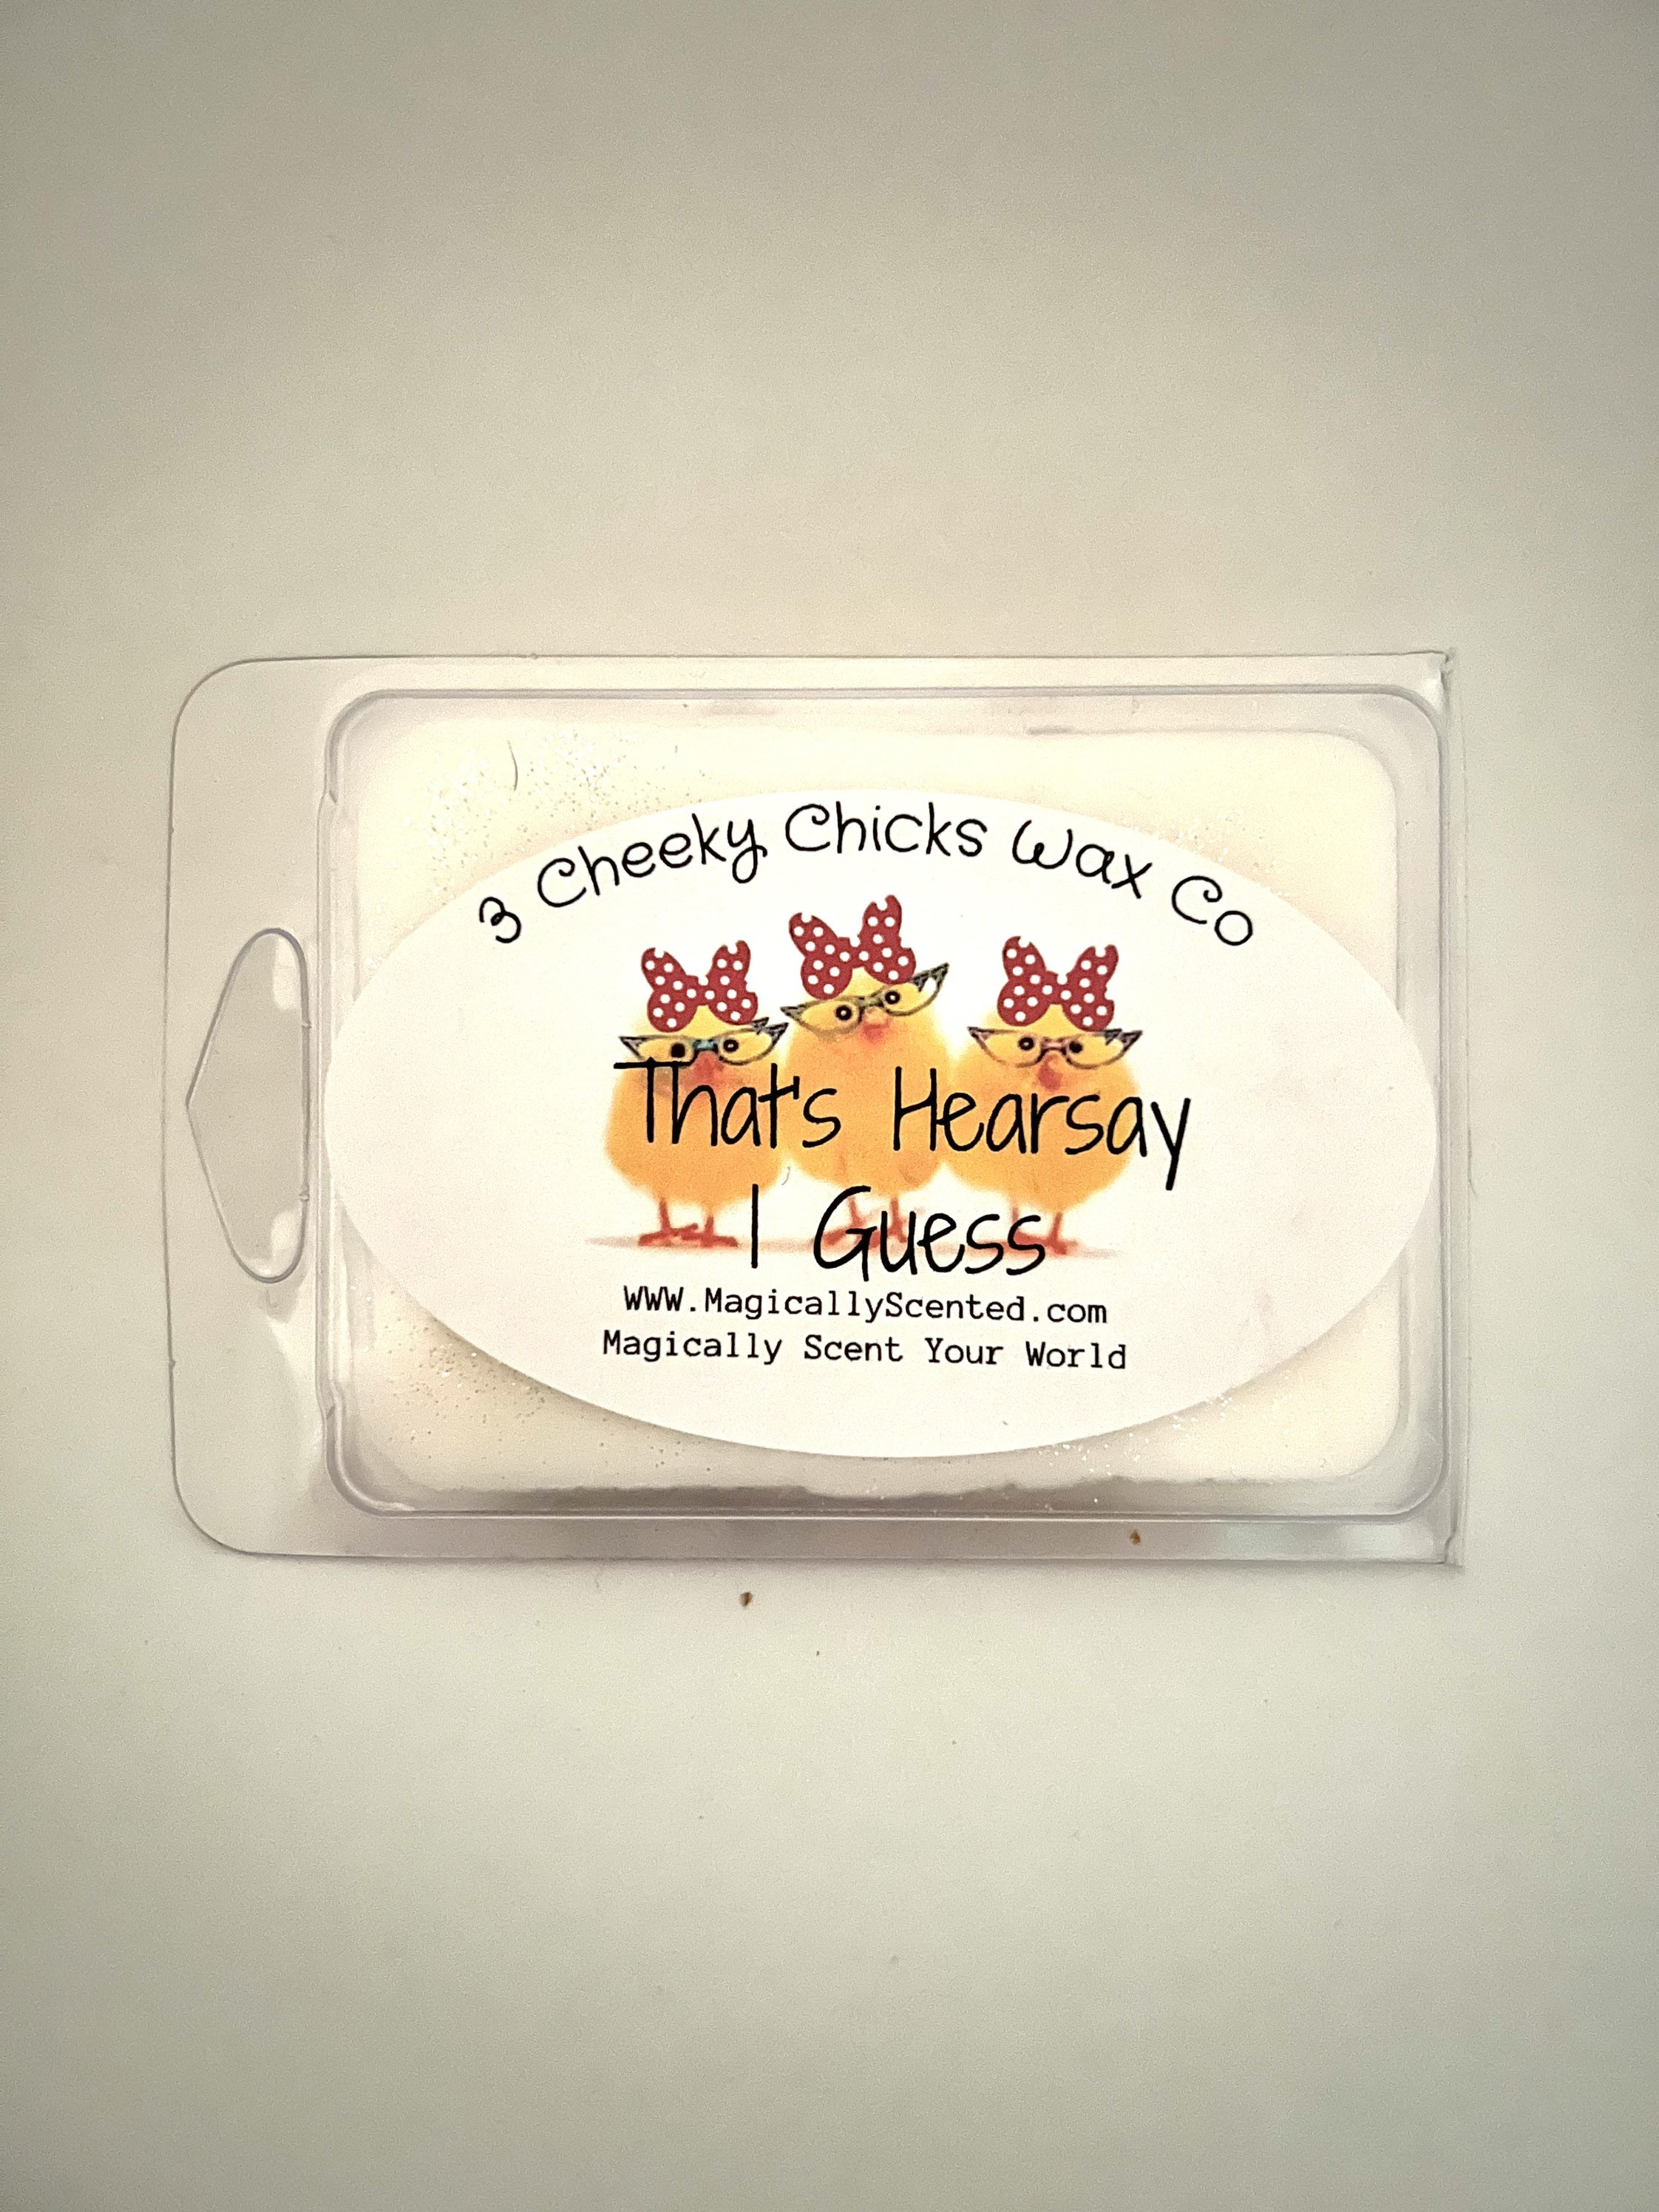 3 Cheeky Chicks Wax Co
That's Hearsay
I Guess
WWW.MagicallyScented.com
Magically Scent Your World